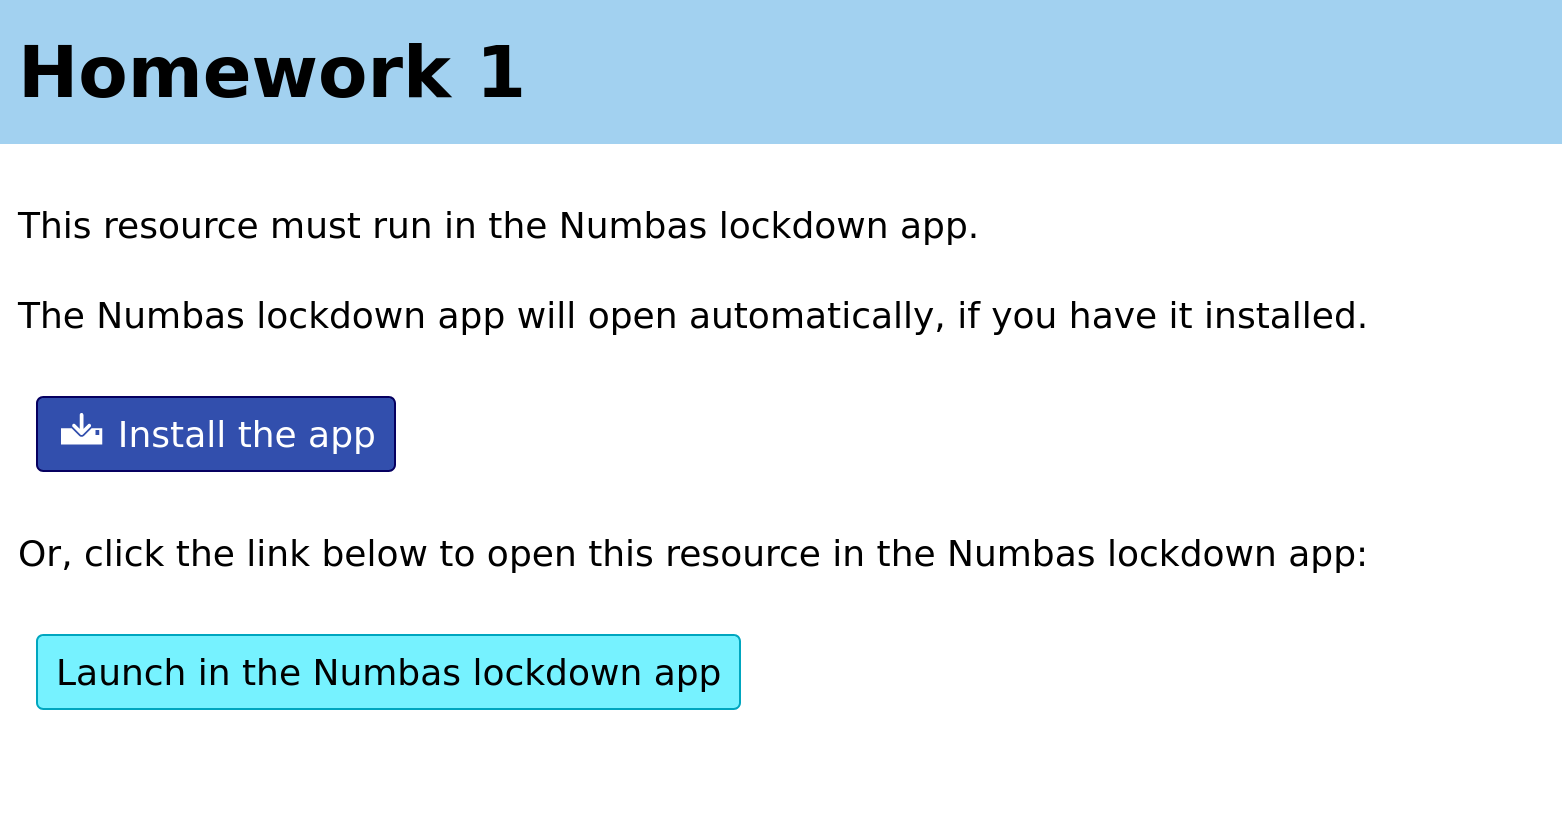 Homework 1
This resource must run in the Numbas lockdown app.
The Numbas lockdown app will open automatically, if you have it installed.
Install the app
Or, click the link below to open this resource in the Numbas lockdown app:
Launch in the Numbas lockdown app